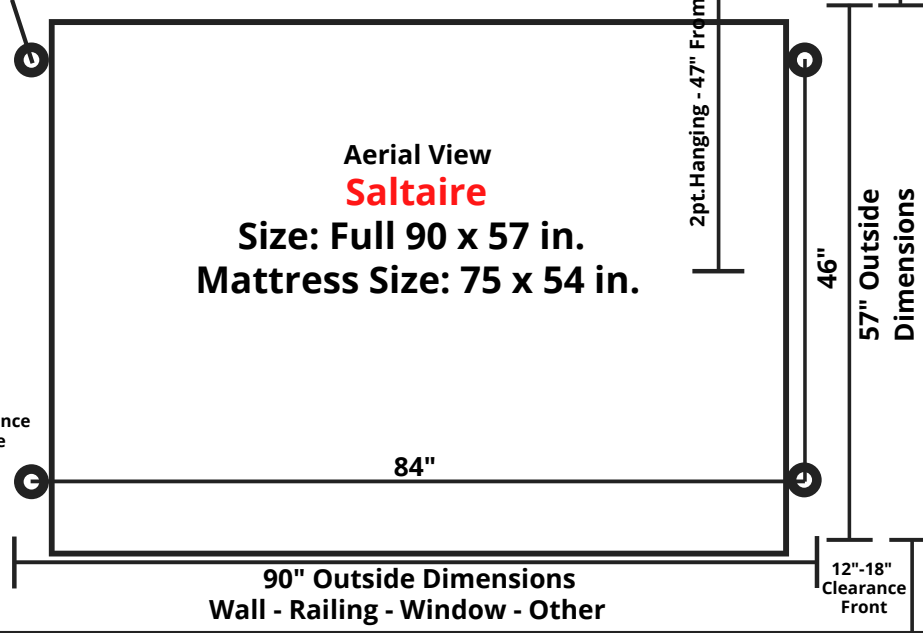 2pt.Hanging - 47" From
Aerial View
Saltaire
Size: Full 90 x 57 in.
Mattress Size: 75 x 54 in.
46"
57" Outside
Dimensions
84"
90" Outside Dimensions
Wall - Railing - Window - Other
12"-18"
Clearance
Front